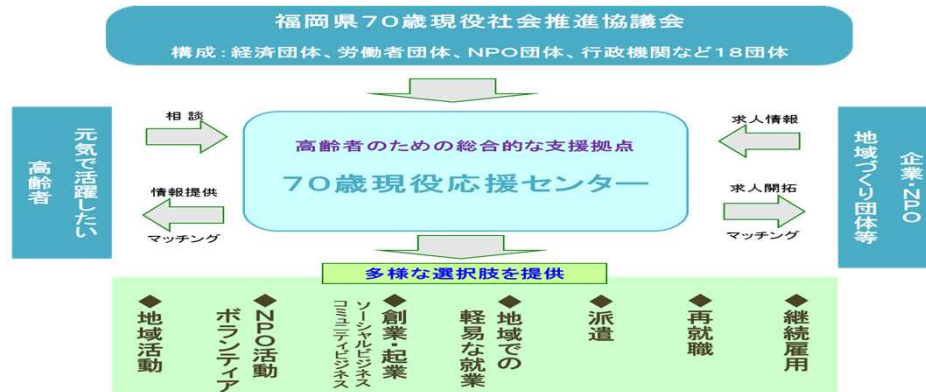 福岡県70歳現役社会推進協議会
構成：経済団体、労働者団体、NPO団体、行政機関など18団体
元気で活躍したい
高齢者
相 談
情報提供
マッチング
高齢者のための総合的な支援拠点
70歳現役応援センター
求人情報
求人開拓
マッチング
企業・NPO
地域づくり団体等
多様な選択肢を提供
◆継続雇用
◆再就職
◆派遣
◆地域での
軽易な就業
◆創業・起業
ソーシャルビジネス
コミュニティビジネス
◆NPO活動
ボランティア
◆地域活動